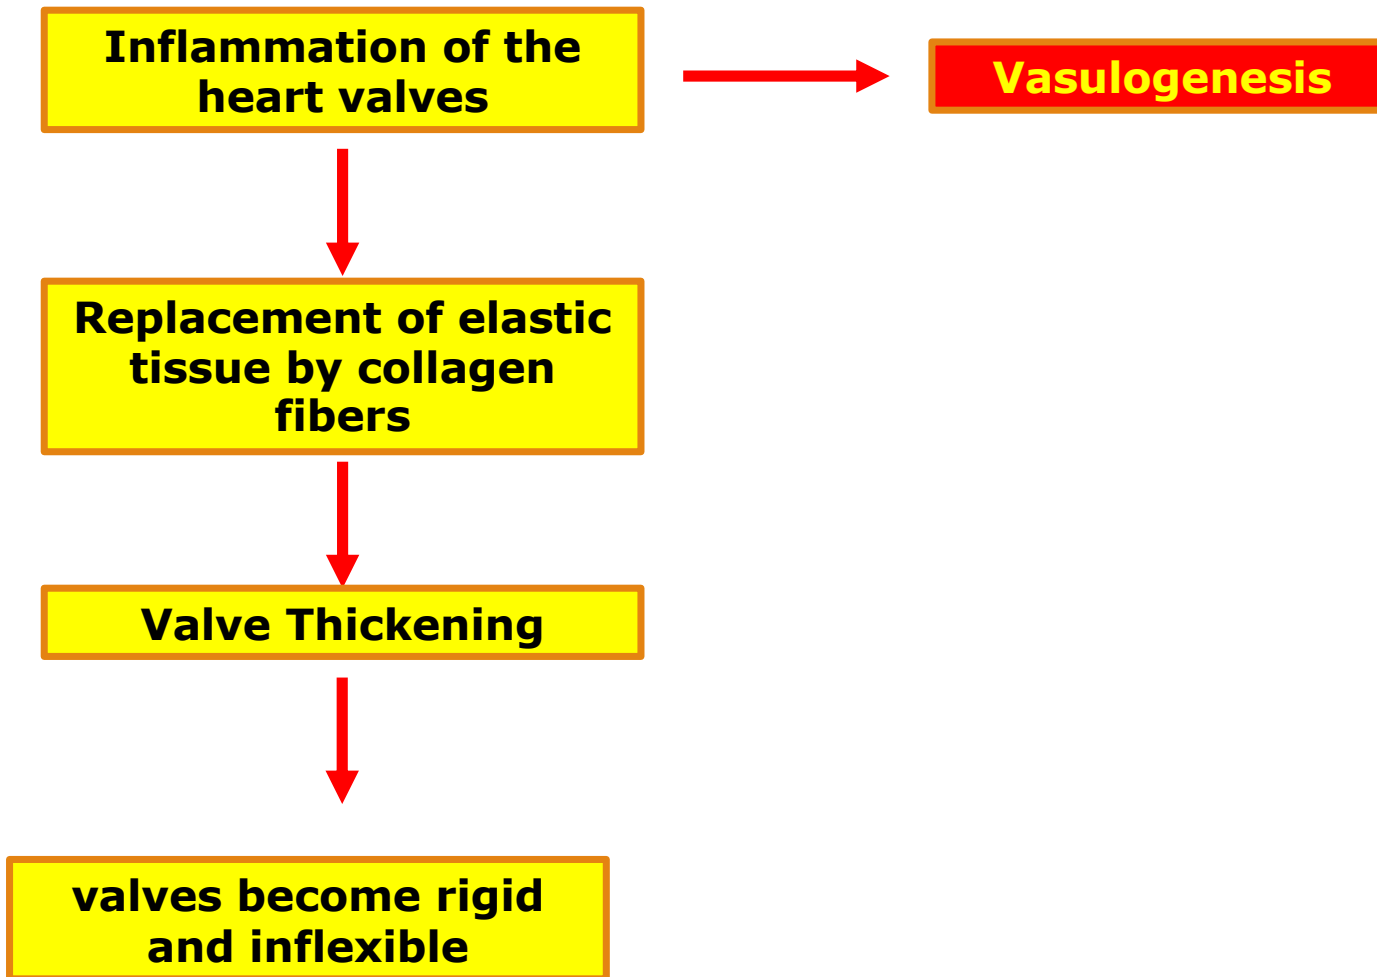 Inflammation of the
heart valves
Vasulogenesis
Replacement of elastic
tissue by collagen
fibers
Valve Thickening
valves become rigid
and inflexible